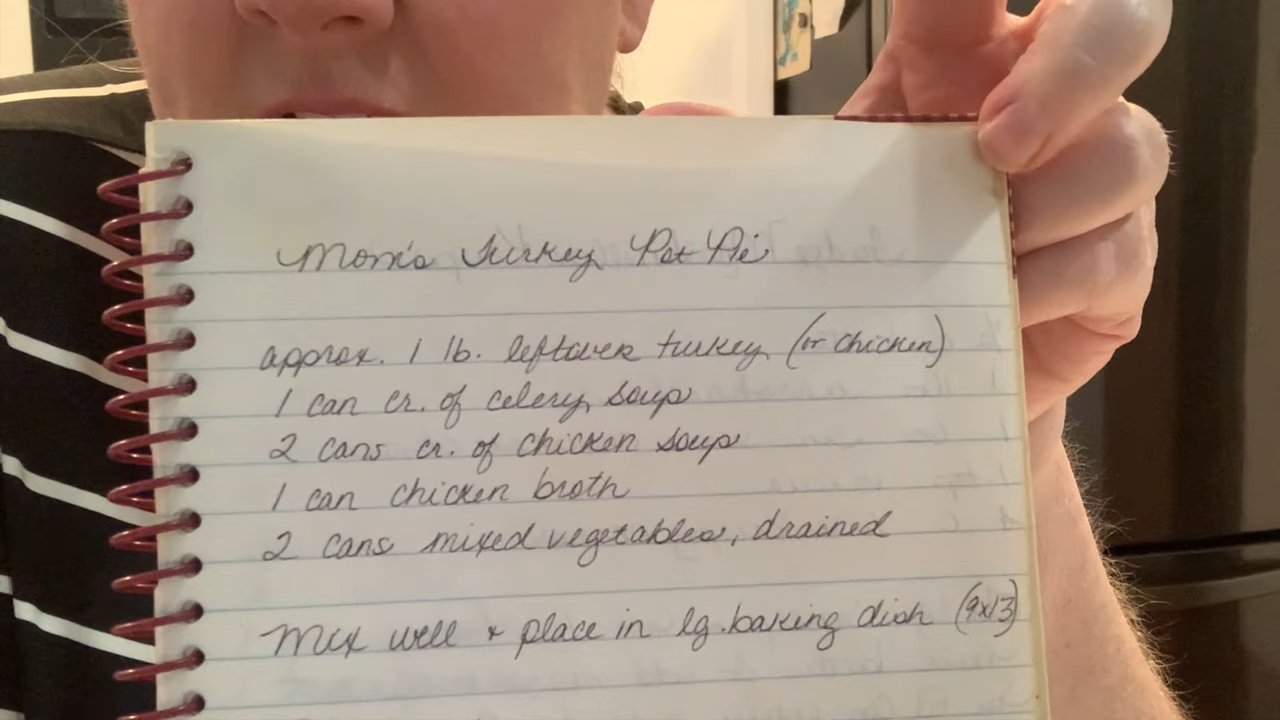 Mom's Turkey Pot Pie
approx. 1 lb. leftover turkey (or chicken)
1 can cr. of celery soup
2 cans cr. of chicken soup
1 can chicken broth
2 cans mixed vegetables, drained
Mix well & place in lg. baking dish (9x13)